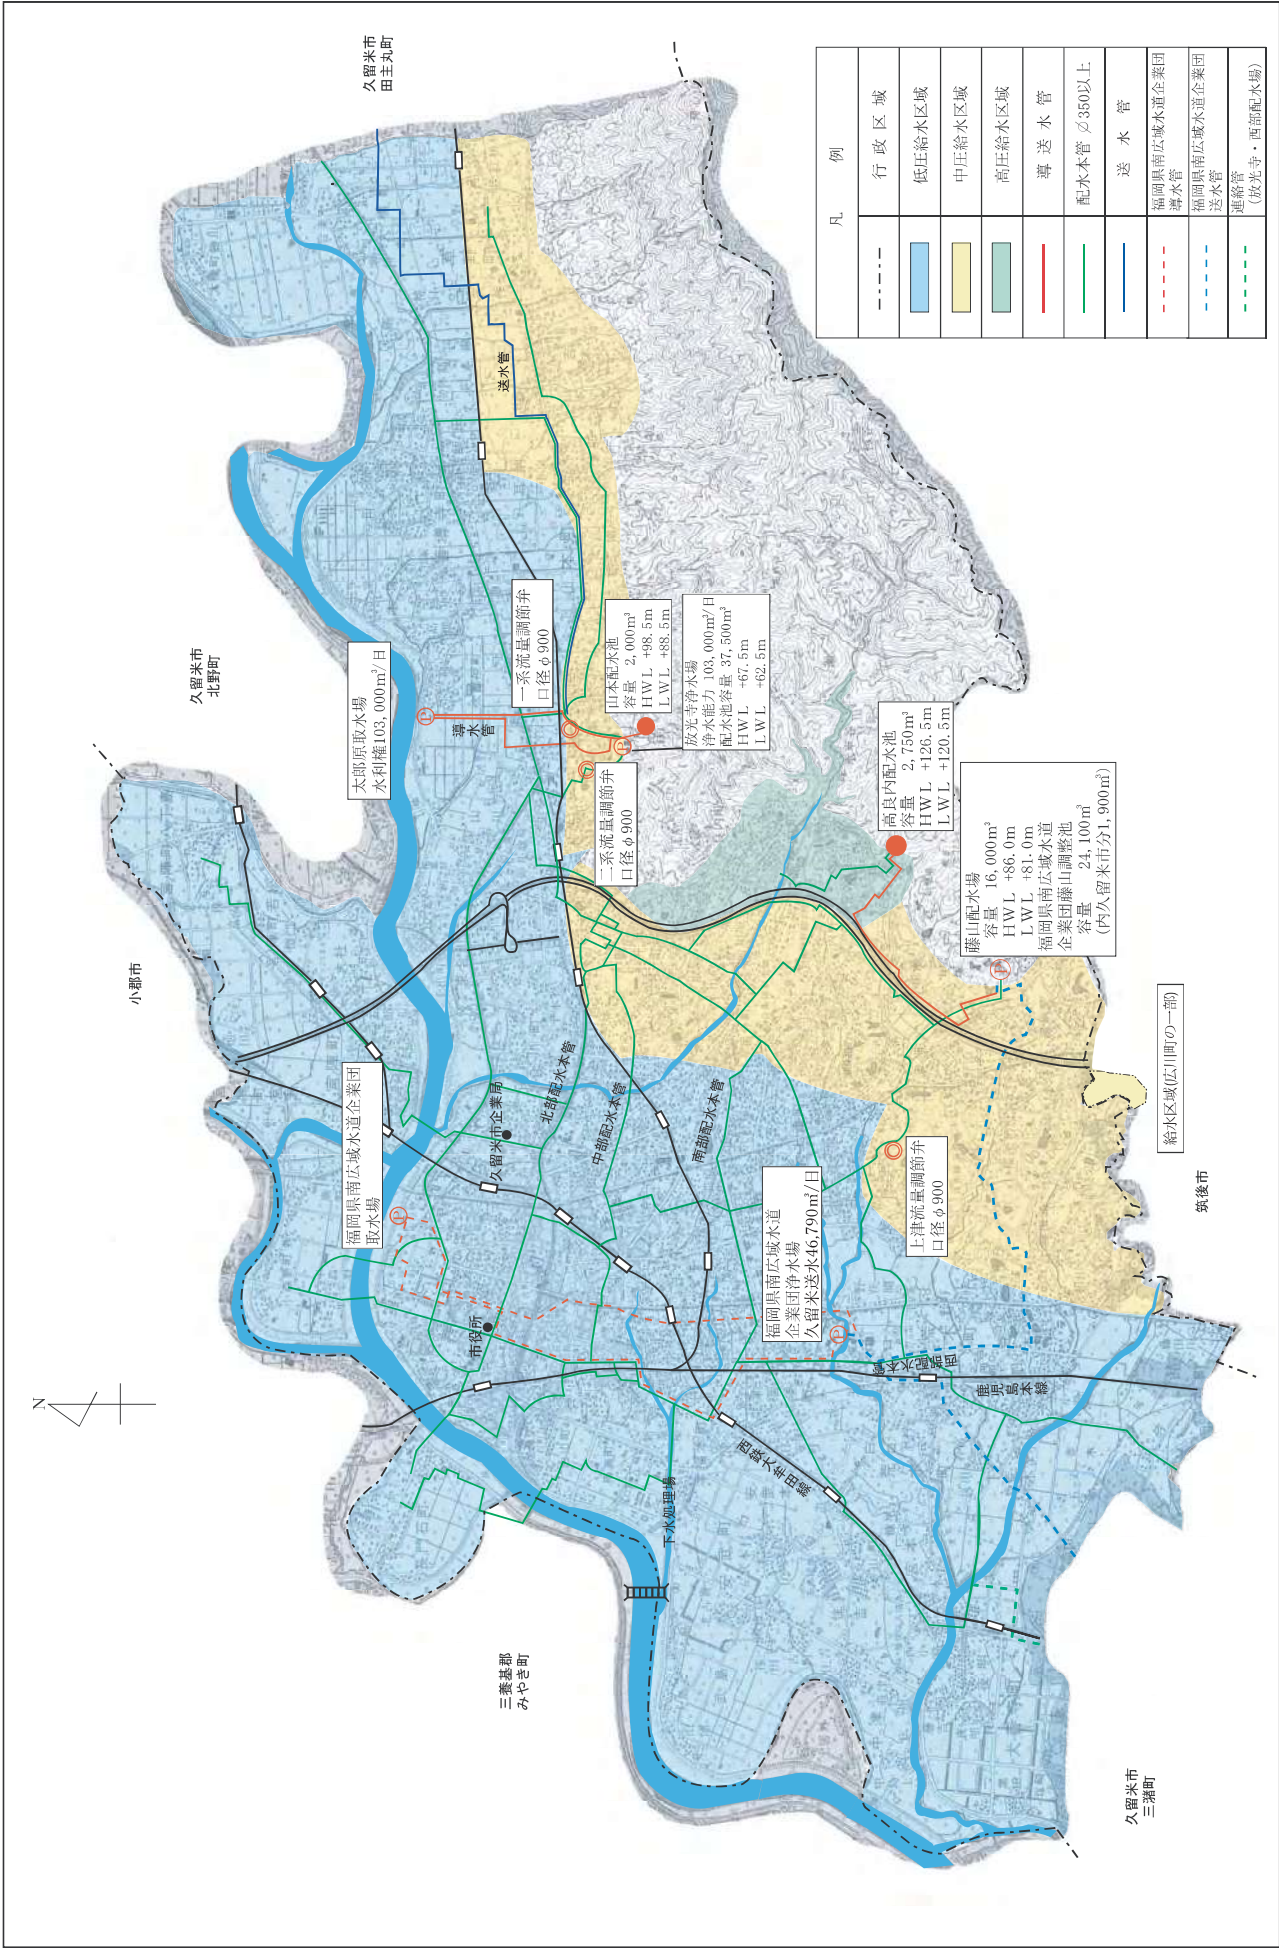 久留米市
田主丸町
久留米市
北野町
小郡市
三養基郡
みやき町
久留米市
三潴町
筑後市
N
太郎原取水場
水利権103,000m³/日
P
導水管
一系流量調節弁
口径φ900
二系流量調節弁
口径φ900
山本配水池
容量 2,000m³
HWL +98.5m
LWL +88.5m
放光寺浄水場
浄水能力 103,000m³/日
配水池容量 37,500m³
HWL +67.5m
LWL +62.5m
P
送水管
高良内配水池
容量 2,750m³
HWL +126.5m
LWL +120.5m
藤山配水場
容量 16,000m³
HWL +86.0m
LWL +81.0m
福岡県南広域水道
企業団藤山調整池
容量 24,100m³
(内久留米市分1,900m³)
P
給水区域(広川町の一部)
福岡県南広域水道企業団
取水場
P
久留米市企業局
北部配水本管
中部配水本管
南部配水本管
市役所
福岡県南広域水道
企業団浄水場
久留米送水46,790m³/日
P
上津流量調節弁
口径φ900
西部配水本管
鹿児島本線
西鉄大牟田線
下水処理場
凡例
行政区域
低圧給水区域
中圧給水区域
高圧給水区域
導送水管
配水本管 ∅350以上
送水管
福岡県南広域水道企業団
導水管
福岡県南広域水道企業団
送水管
連絡管
(放光寺・西部配水場)